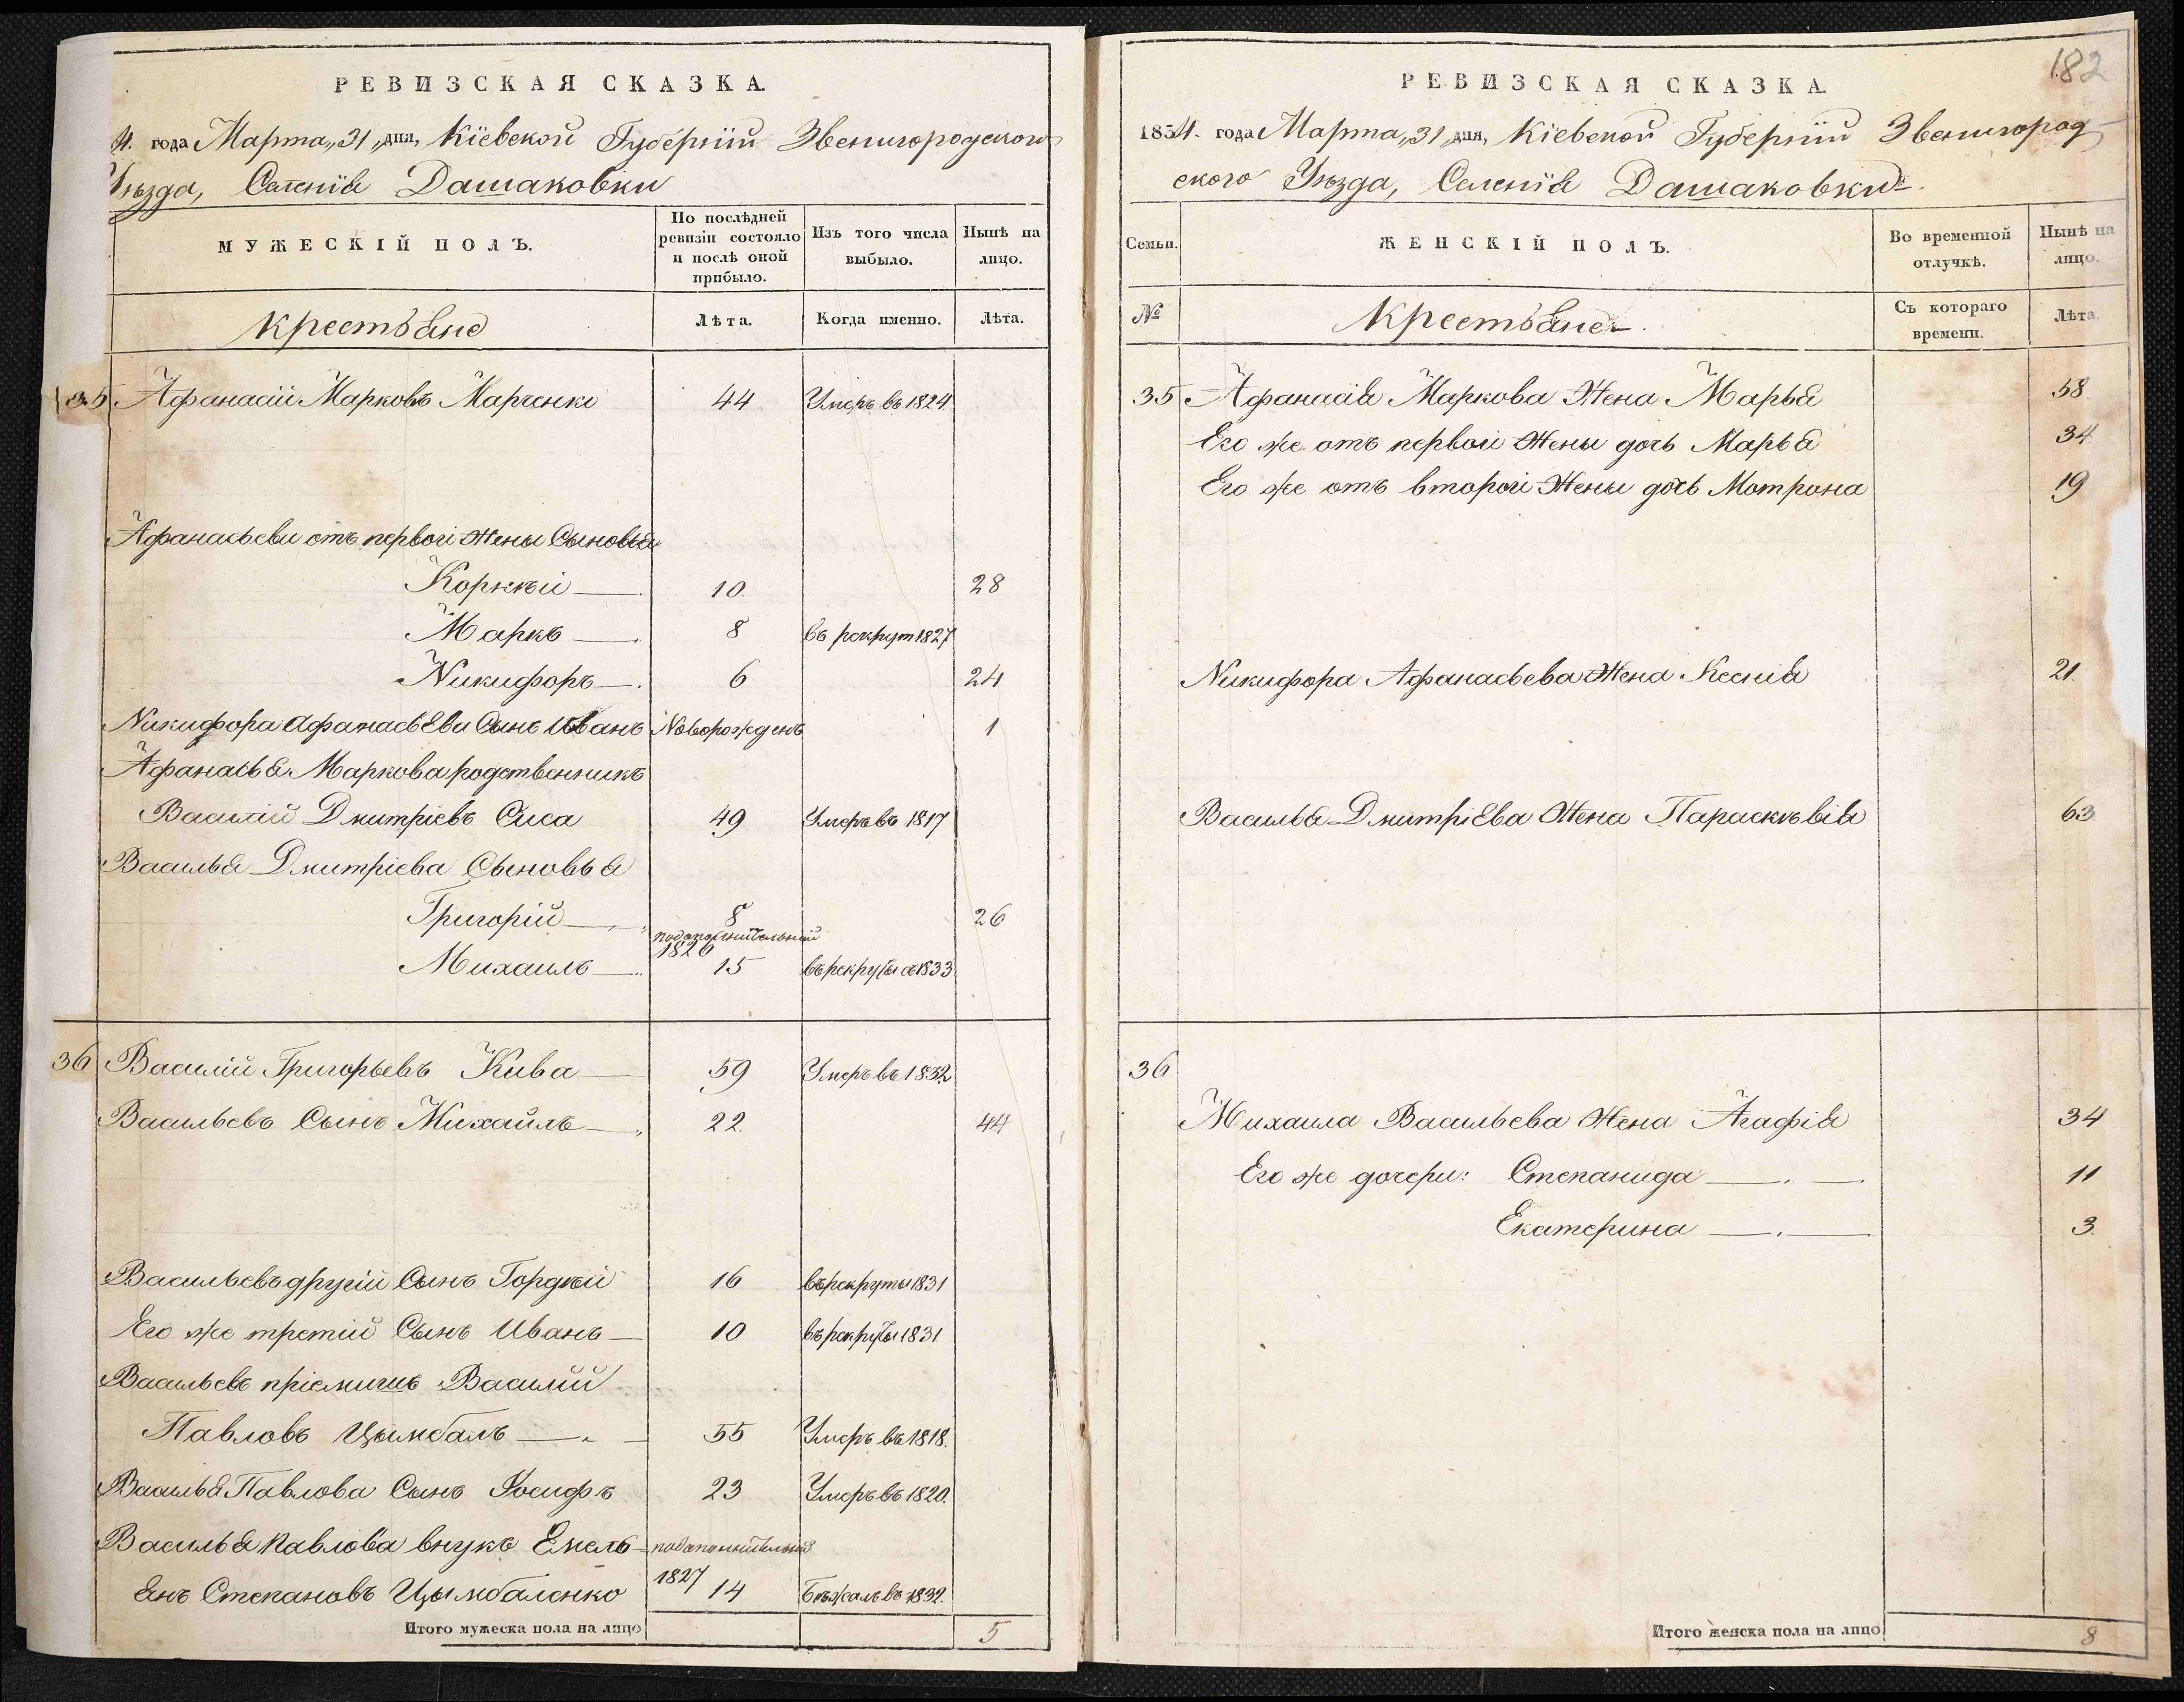 РЕВИЗСКАЯ СКАЗКА.
4. года Марта „31„ дня, Кіевской Губерніи Звенигородского
Уѣзда, Селенія Дашаковки
МУЖЕСКІЙ ПОЛЪ.
По послѣдней ревизіи состояло и послѣ оной прибыло.
Изъ того числа выбыло.
Нынѣ на лицо.
Крестьяне
Лѣта.
Когда именно.
Лѣта.
35 Афанасій Марковъ Марченко 44 Умеръ въ 1824
Афанасьевы отъ первой Жены Сыновья
Корнѣй 10 28
Маркъ 8 въ рекрут 1827
Никифоръ 6 24
Никифора Афанасьева Сынъ Иванъ Новорожденъ 1
Афанасья Маркова родственникъ
Василій Дмитріевъ Сиса 49 Умеръ въ 1817
Василья Дмитріева Сыновья
Григорій 8 26
подополнительной
1820
Михаилъ 15 въ рекруты въ 1833
36 Василій Григорьевъ Кива 59 Умеръ въ 1832
Васильевъ Сынъ Михайлъ 22. 44
Васильевъ другій Сынъ Гордѣй 16 въ рекруты 1831
Его же третій Сынъ Иванъ 10 въ рекруты 1831
Васильевъ пріемышъ Василій
Павловъ Цымбалъ 55 Умеръ въ 1818.
Василья Павлова Сынъ Іосифъ 23 Умеръ въ 1820.
Василья Павлова внукъ Емель- подополнительной
янъ Степановъ Цымбаленко 1827 14 Бѣжалъ въ 1832.
Итого мужеска пола на лицо 5
182
РЕВИЗСКАЯ СКАЗКА.
1834. года Марта „31„ дня, Кіевской Губерніи Звенигород-
ского Уѣзда, Селенія Дашаковки
Семьи.
ЖЕНСКІЙ ПОЛЪ.
Во временной отлучкѣ.
Нынѣ на лицо.
№
Крестьяне
Съ котораго времени.
Лѣта.
35 Афанасія Маркова Жена Марья 58
Его же отъ первой Жены дочь Марья 34
Его же отъ второй Жены дочь Мотрона 19
Никифора Афанасьева Жена Ксенія 21.
Василья Дмитріева Жена Параскѣвія 63
36
Михаила Васильева Жена Агафія 34
Его же дочери: Степанида 11
Екатерина 3.
Итого женска пола на лицо 8